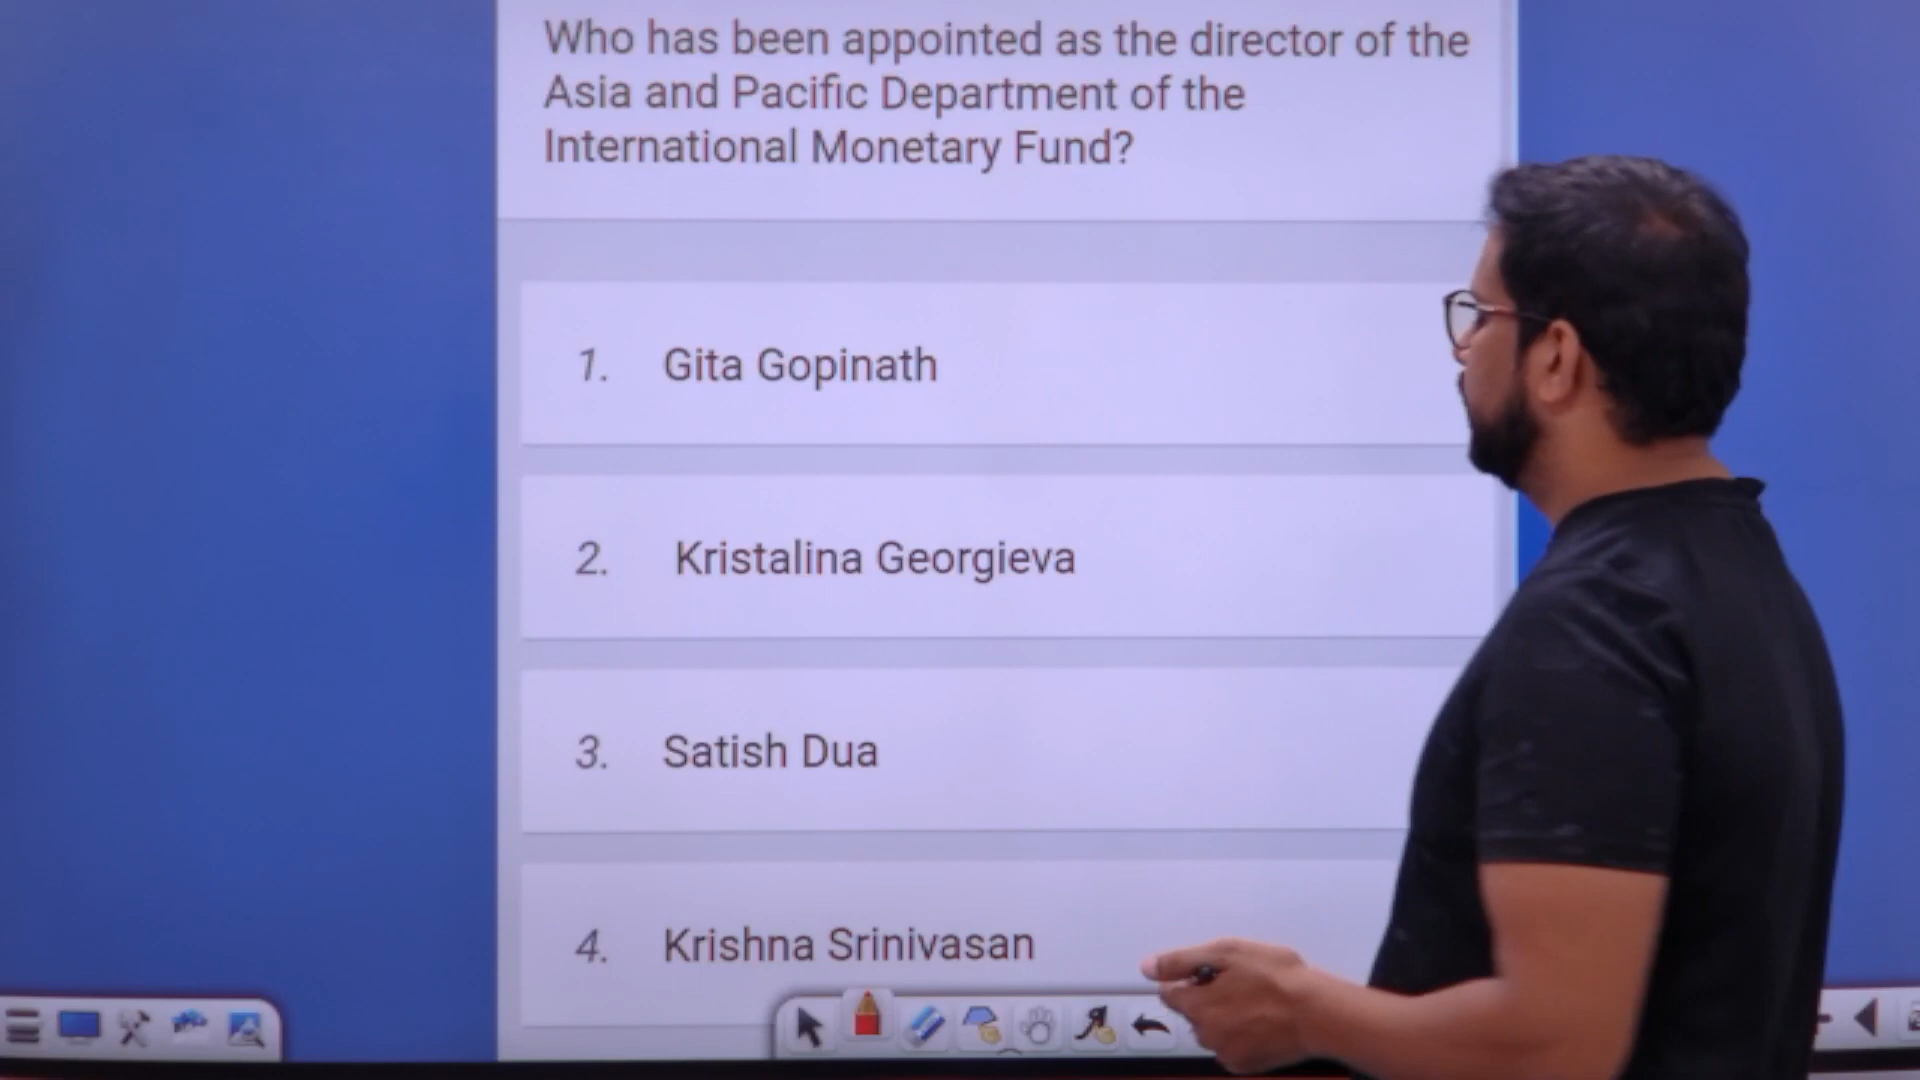 Who has been appointed as the director of the
Asia and Pacific Department of the
International Monetary Fund?
1. Gita Gopinath
2. Kristalina Georgieva
3. Satish Dua
4. Krishna Srinivasan